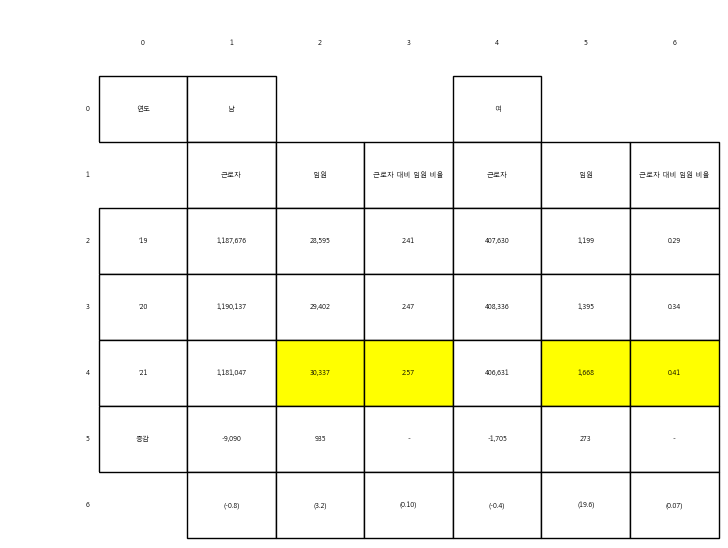 0 1 2 3 4 5 6
0 연도 남 여
1 근로자 임원 근로자 대비 임원 비율 근로자 임원 근로자 대비 임원 비율
2 '19 1,187,676 28,595 2.41 407,630 1,199 0.29
3 '20 1,190,137 29,402 2.47 408,336 1,395 0.34
4 '21 1,181,047 30,337 2.57 406,631 1,668 0.41
5 증감 -9,090 935 - -1,705 273 -
6 (-0.8) (3.2) (0.10) (-0.4) (19.6) (0.07)